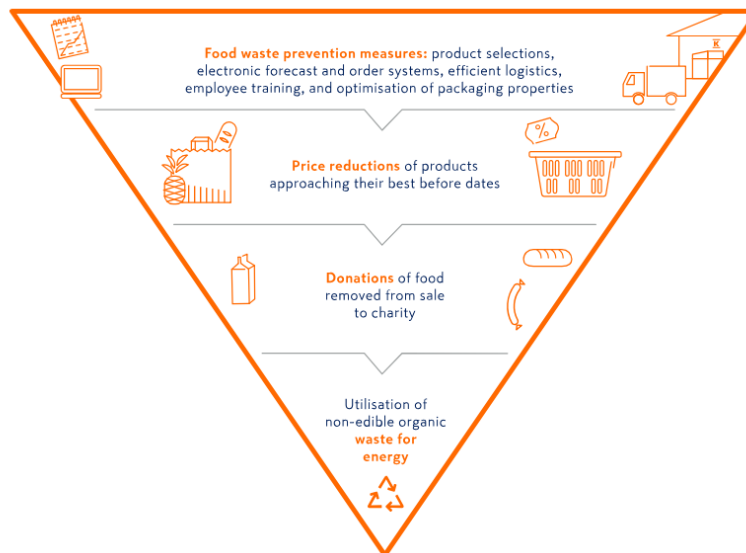 Food waste prevention measures: product selections,
electronic forecast and order systems, efficient logistics,
employee training, and optimisation of packaging properties
K
%
Price reductions of products
approaching their best before dates
Donations of food
removed from sale
to charity
Utilisation of
non-edible organic
waste for
energy